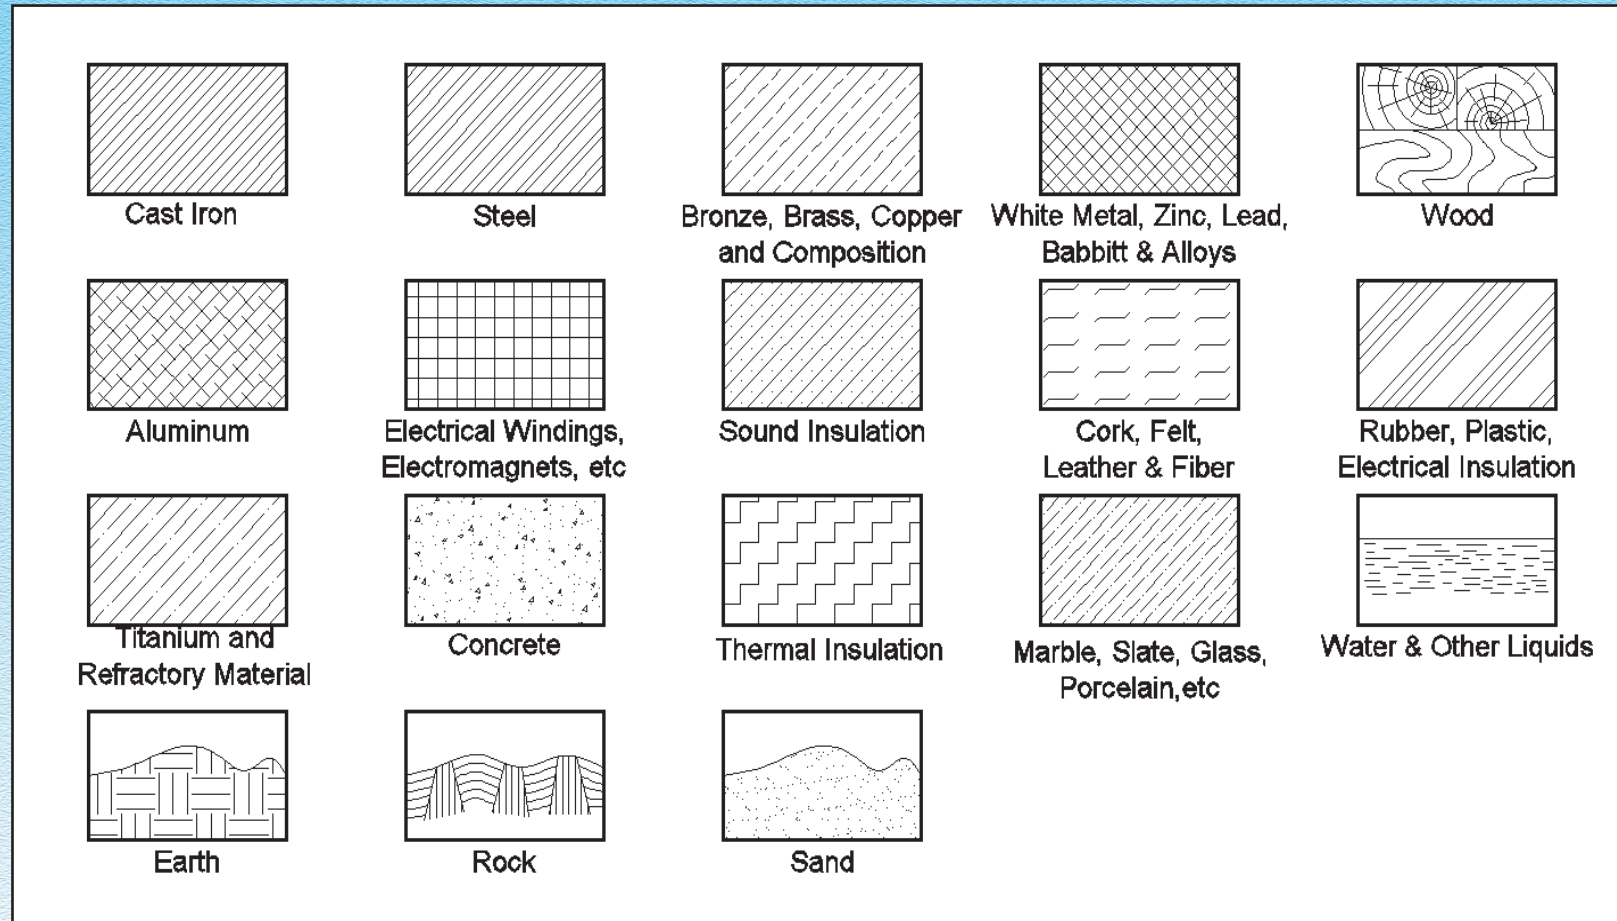 Cast Iron
Steel
Bronze, Brass, Copper
and Composition
White Metal, Zinc, Lead,
Babbitt & Alloys
Wood
Aluminum
Electrical Windings,
Electromagnets, etc
Sound Insulation
Cork, Felt,
Leather & Fiber
Rubber, Plastic,
Electrical Insulation
Titanium and
Refractory Material
Concrete
Thermal Insulation
Marble, Slate, Glass,
Porcelain,etc
Water & Other Liquids
Earth
Rock
Sand